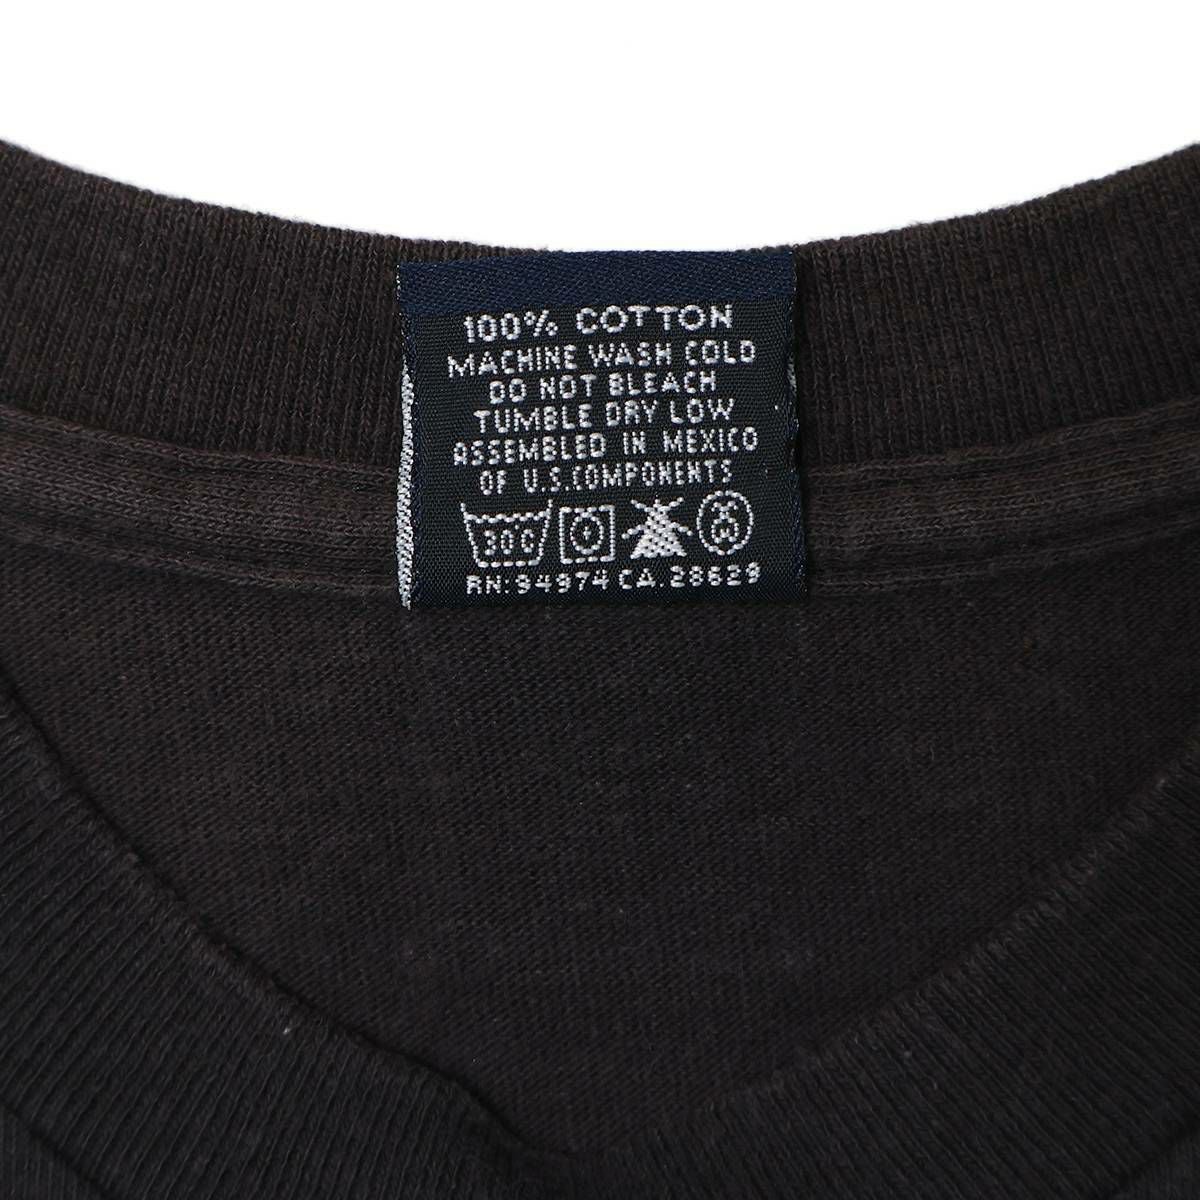 100% COTTON
MACHINE WASH COLD
DO NOT BLEACH
TUMBLE DRY LOW
ASSEMBLED IN MEXICO
OF U.S.COMPONENTS
30°C
RN: 94974 CA. 28629